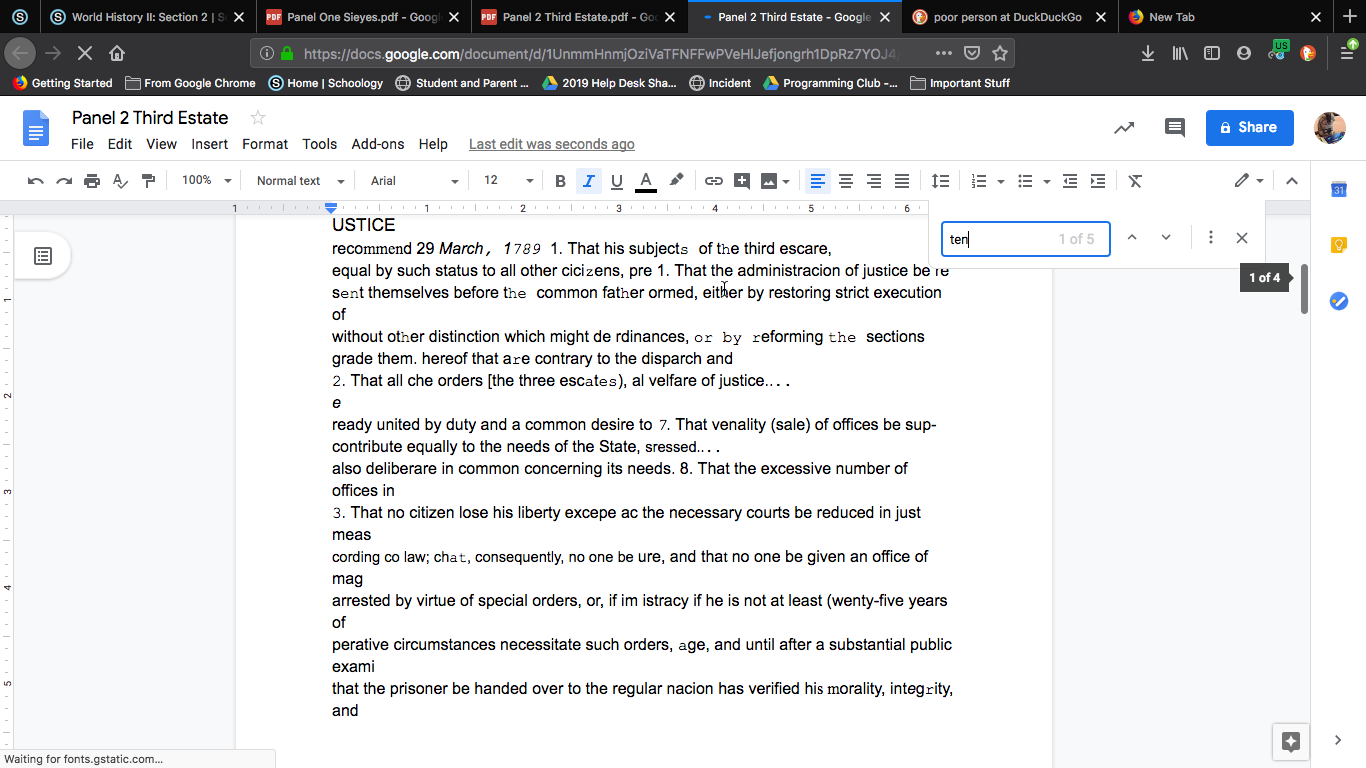 World History II: Section 2 | S
Panel One Sieyes.pdf - Goog
Panel 2 Third Estate.pdf - Go
Panel 2 Third Estate - Google
poor person at DuckDuckGo
New Tab
https://docs.google.com/document/d/1UnmmHnmjOziVaTFNFFwPVeHlJefjongrh1DpRz7YOJ4
US
Getting Started
From Google Chrome
Home | Schoology
Student and Parent ...
2019 Help Desk Sha...
Incident
Programming Club -...
Important Stuff
Panel 2 Third Estate
Share
File Edit View Insert Format Tools Add-ons Help Last edit was seconds ago
100% Normal text Arial 12 B I U A
1 1 2 3 4 5 6
ten 1 of 5
1 of 4
31
USTICE
recommend 29 March, 1789 1. That his subjects of the third escare,
equal by such status to all other cicizens, pre 1. That the administracion of justice be re
sent themselves before the common father ormed, either by restoring strict execution
of
without other distinction which might de rdinances, or by reforming the sections
grade them. hereof that are contrary to the disparch and
2. That all che orders [the three escates), al velfare of justice....
e
ready united by duty and a common desire to 7. That venality (sale) of offices be sup-
contribute equally to the needs of the State, sressed....
also deliberare in common concerning its needs. 8. That the excessive number of
offices in
3. That no citizen lose his liberty excepe ac the necessary courts be reduced in just
meas
cording co law; chat, consequently, no one be ure, and that no one be given an office of
mag
arrested by virtue of special orders, or, if im istracy if he is not at least (wenty-five years
of
perative circumstances necessitate such orders, age, and until after a substantial public
exami
that the prisoner be handed over to the regular nacion has verified his morality, integrity,
and
1
2
3
4
5
Waiting for fonts.gstatic.com...